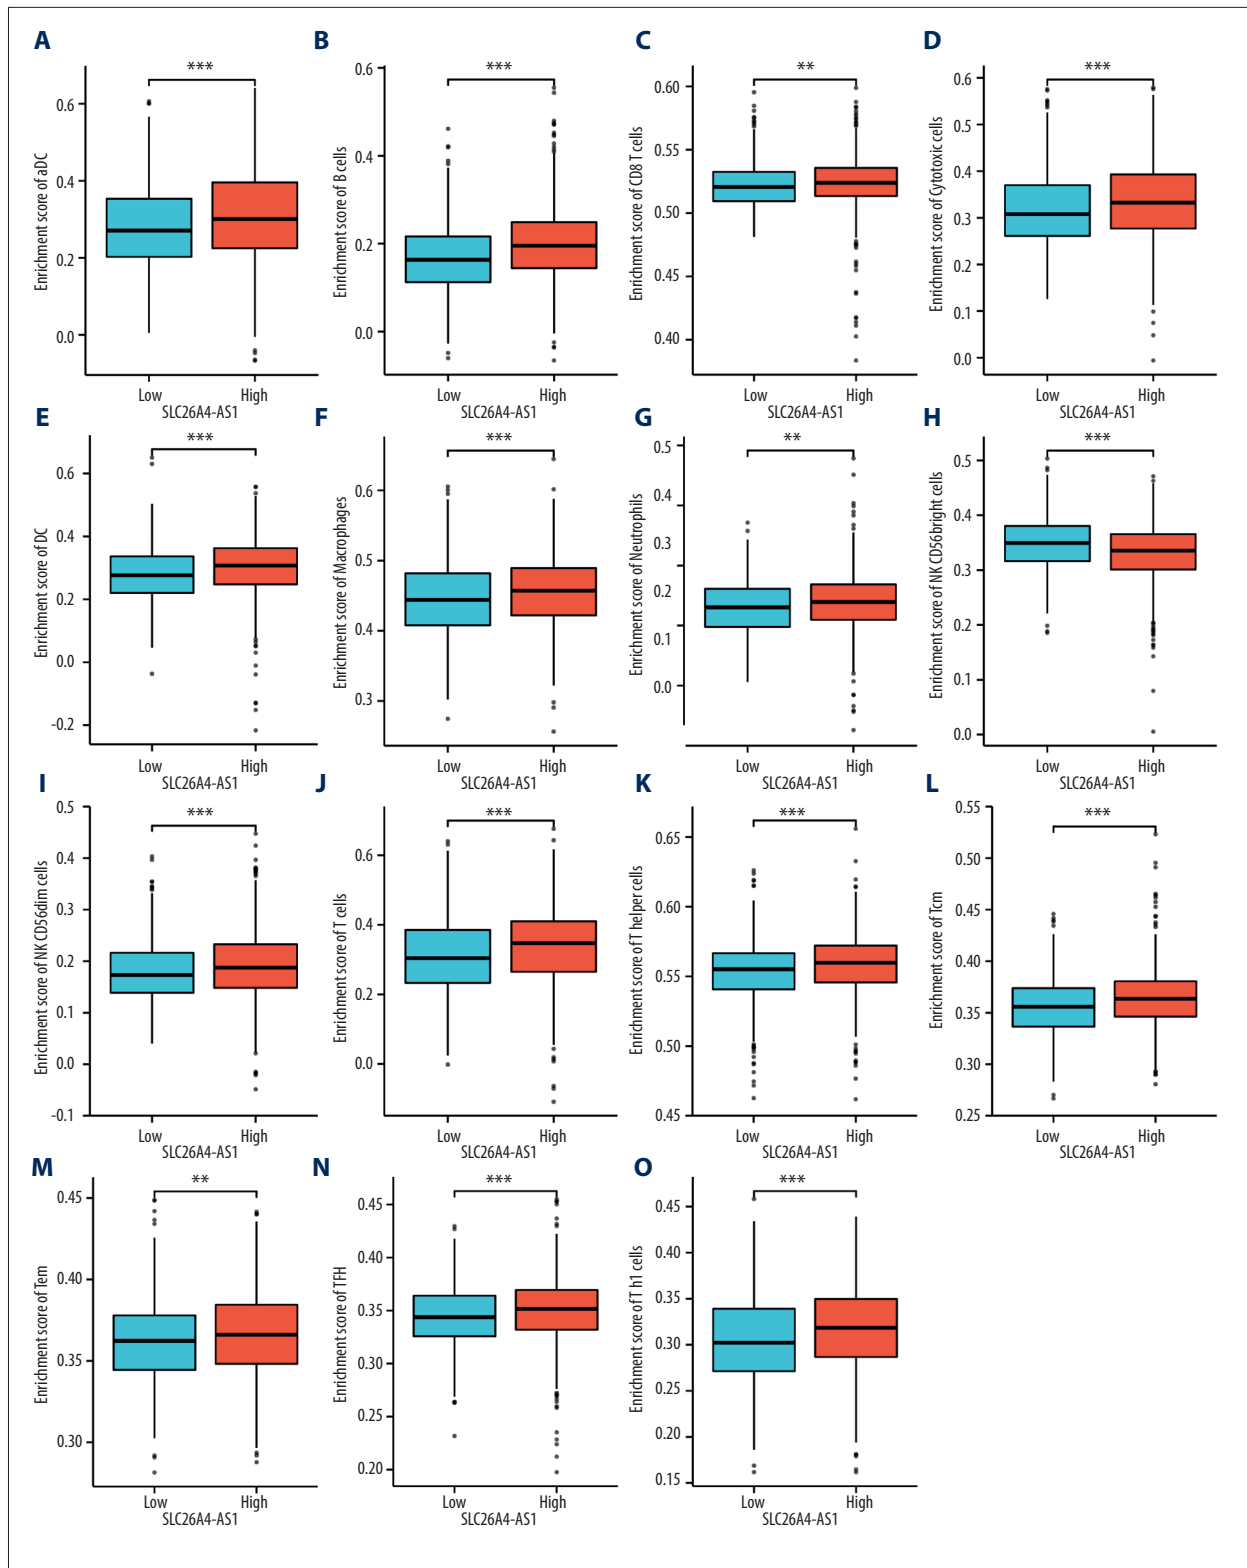 A
***
Enrichment score of aDC
0.6
0.4
0.2
0.0
Low
High
SLC26A4-AS1
B
***
Enrichment score of B cells
0.6
0.4
0.2
0.0
Low
High
SLC26A4-AS1
C
**
Enrichment score of CD8 T cells
0.60
0.55
0.50
0.45
0.40
Low
High
SLC26A4-AS1
D
***
Enrichment score of Cytotoxic cells
0.6
0.5
0.4
0.3
0.2
0.1
0.0
Low
High
SLC26A4-AS1
E
***
Enrichment score of DC
0.6
0.4
0.2
0.0
-0.2
Low
High
SLC26A4-AS1
F
***
Enrichment score of Macrophages
0.6
0.5
0.4
0.3
Low
High
SLC26A4-AS1
G
**
Enrichment score of Neutrophils
0.5
0.4
0.3
0.2
0.1
0.0
Low
High
SLC26A4-AS1
H
***
Enrichment score of NK CD56bright cells
0.5
0.4
0.3
0.2
0.1
0.0
Low
High
SLC26A4-AS1
I
***
Enrichment score of NK CD56dim cells
0.5
0.4
0.3
0.2
0.1
0.0
-0.1
Low
High
SLC26A4-AS1
J
***
Enrichment score of T cells
0.6
0.4
0.2
0.0
Low
High
SLC26A4-AS1
K
***
Enrichment score of T helper cells
0.65
0.60
0.55
0.50
0.45
Low
High
SLC26A4-AS1
L
***
Enrichment score of Tcm
0.55
0.50
0.45
0.40
0.35
0.30
0.25
Low
High
SLC26A4-AS1
M
**
Enrichment score of Tem
0.45
0.40
0.35
0.30
Low
High
SLC26A4-AS1
N
***
Enrichment score of TFH
0.45
0.40
0.35
0.30
0.25
0.20
Low
High
SLC26A4-AS1
O
***
Enrichment score of T h1 cells
0.45
0.40
0.35
0.30
0.25
0.20
0.15
Low
High
SLC26A4-AS1